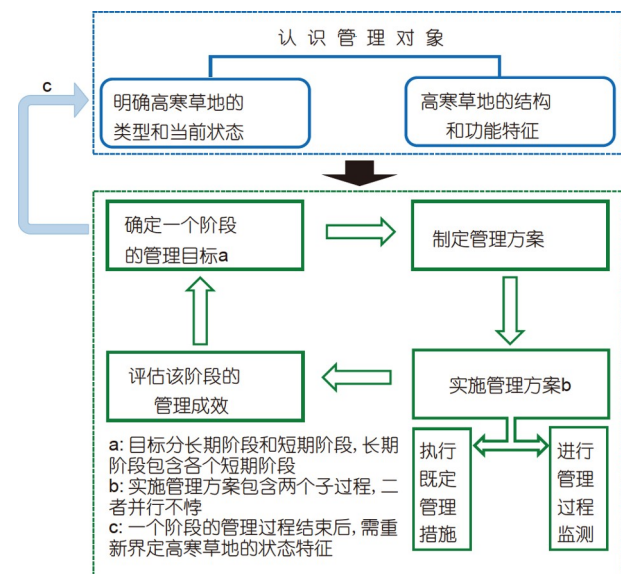 认识管理对象
c
明确高寒草地的
类型和当前状态
高寒草地的结构
和功能特征
确定一个阶段
的管理目标a
制定管理方案
评估该阶段的
管理成效
实施管理方案b
执行
既定
管理
措施
进行
管理
过程
监测
a: 目标分长期阶段和短期阶段, 长期
阶段包含各个短期阶段
b: 实施管理方案包含两个子过程, 二
者并行不悖
c: 一个阶段的管理过程结束后, 需重
新界定高寒草地的状态特征